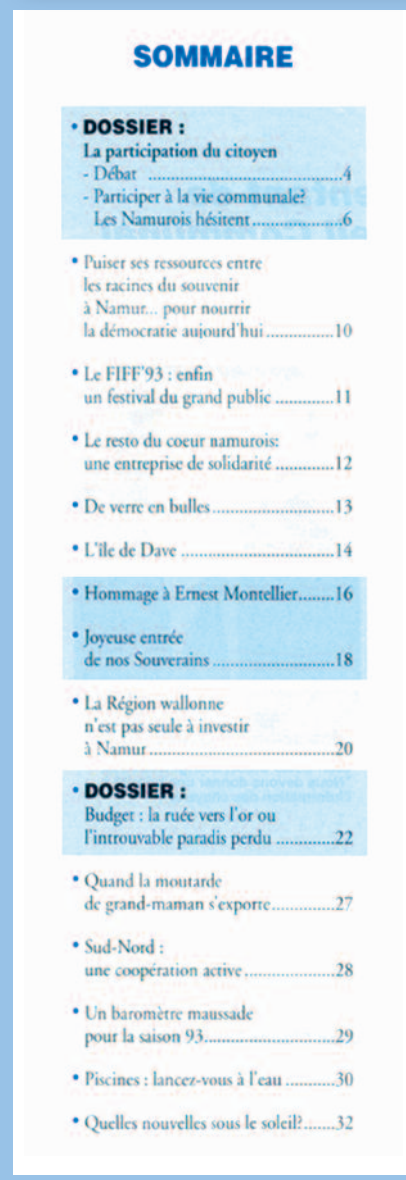 SOMMAIRE
• DOSSIER :
La participation du citoyen
- Débat ........................................4
- Participer à la vie communale?
Les Namurois hésitent..................6
• Puiser ses ressources entre
les racines du souvenir
à Namur... pour nourrir
la démocratie aujourd'hui ...............10
• Le FIFF'93 : enfin
un festival du grand public .............11
• Le resto du coeur namurois:
une entreprise de solidarité .............12
• De verre en bulles...........................13
• L'île de Dave ..................................14
• Hommage à Ernest Montellier........16
• Joyeuse entrée
de nos Souverains ...........................18
• La Région wallonne
n'est pas seule à investir
à Namur.........................................20
• DOSSIER :
Budget : la ruée vers l'or ou
l'introuvable paradis perdu .............22
• Quand la moutarde
de grand-maman s'exporte..............27
• Sud-Nord :
une coopération active....................28
• Un baromètre maussade
pour la saison 93.............................29
• Piscines : lancez-vous à l'eau ...........30
• Quelles nouvelles sous le soleil?.......32